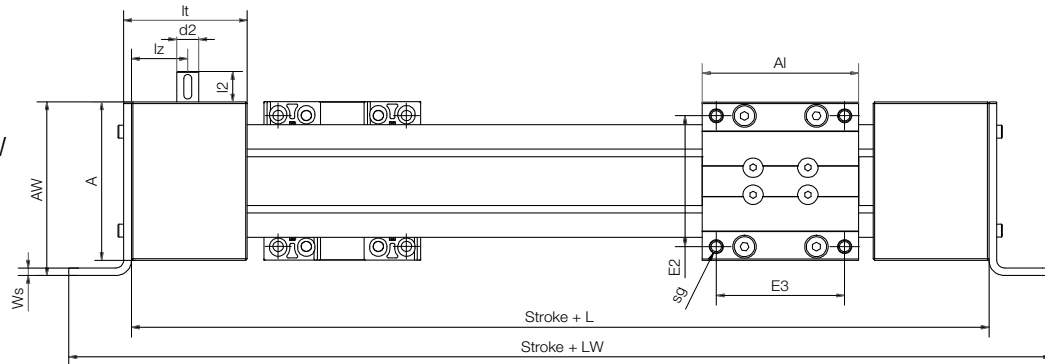 lt
d2
lz
l2
Al
AW
A
Ws
E2
sg
E3
Stroke + L
Stroke + LW